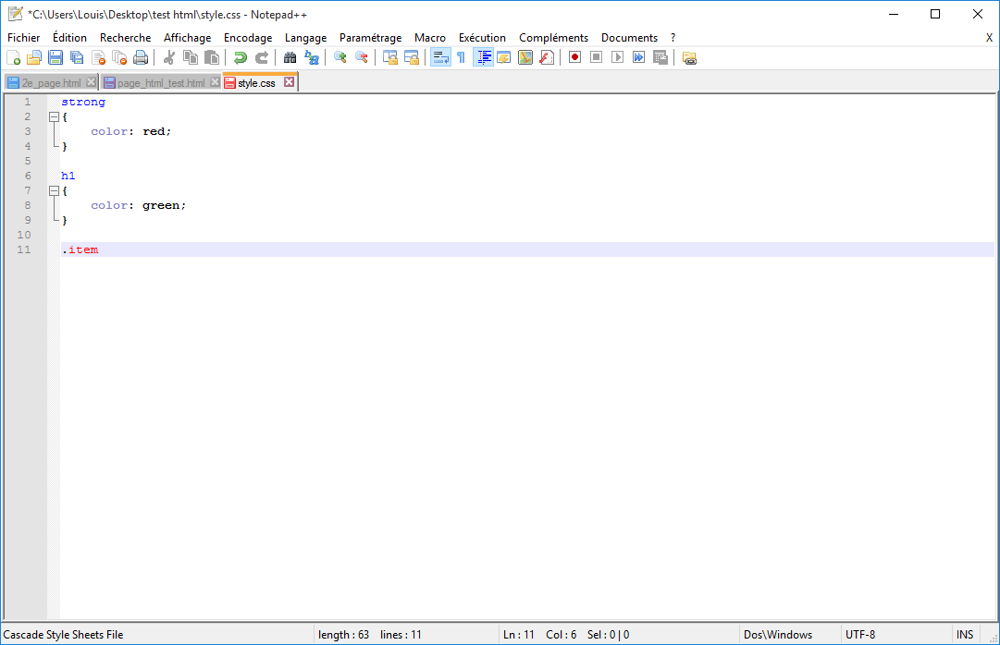 *C:\Users\Louis\Desktop\test html\style.css - Notepad++
Fichier Édition Recherche Affichage Encodage Langage Paramétrage Macro Exécution Compléments Documents ? X
2e_page.html page_html_test.html style.css
1 strong
2 {
3 color: red;
4 }
5
6 h1
7 {
8 color: green;
9 }
10
11 .item
Cascade Style Sheets File length : 63 lines : 11 Ln : 11 Col : 6 Sel : 0 | 0 Dos\Windows UTF-8 INS